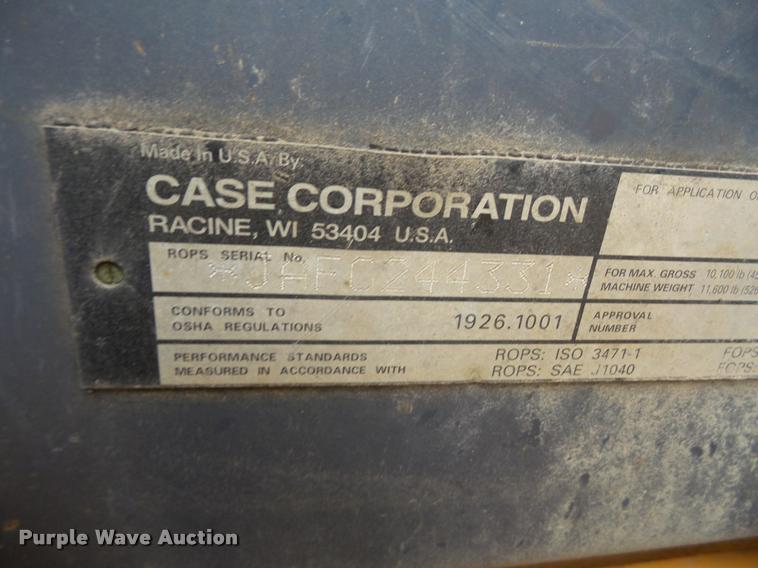 Made In U.S.A. By
CASE CORPORATION
RACINE, WI 53404 U.S.A.
FOR APPLICATION
ROPS SERIAL No.
*JAFC244331*
FOR MAX. GROSS 10,100 lb
MACHINE WEIGHT 11,600 lb
CONFORMS TO
OSHA REGULATIONS
1926.1001
APPROVAL
NUMBER
PERFORMANCE STANDARDS
MEASURED IN ACCORDANCE WITH
ROPS: ISO 3471-1
ROPS: SAE J1040
FOPS
FOPS:
Purple Wave Auction